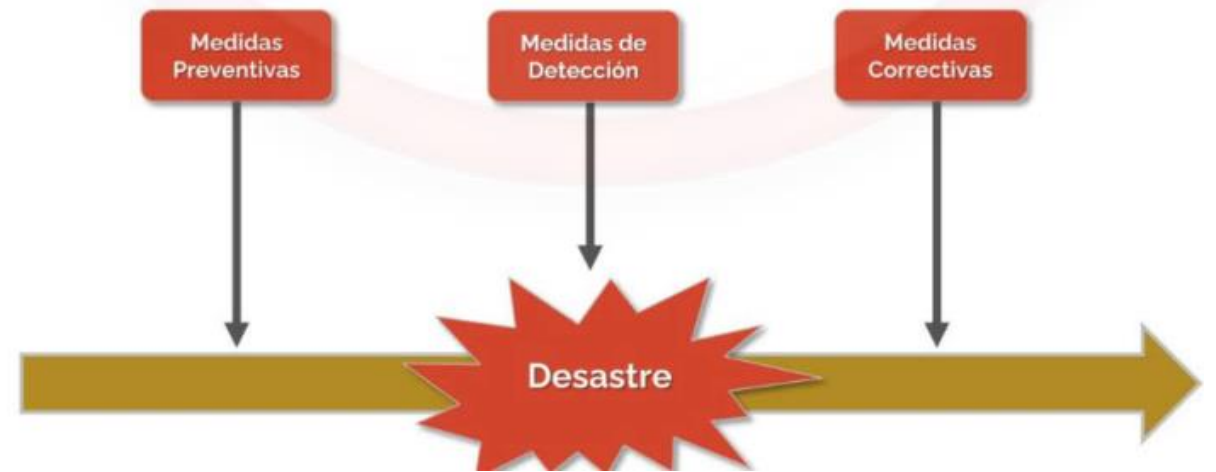 Medidas
Preventivas
Medidas de
Detección
Medidas
Correctivas
Desastre